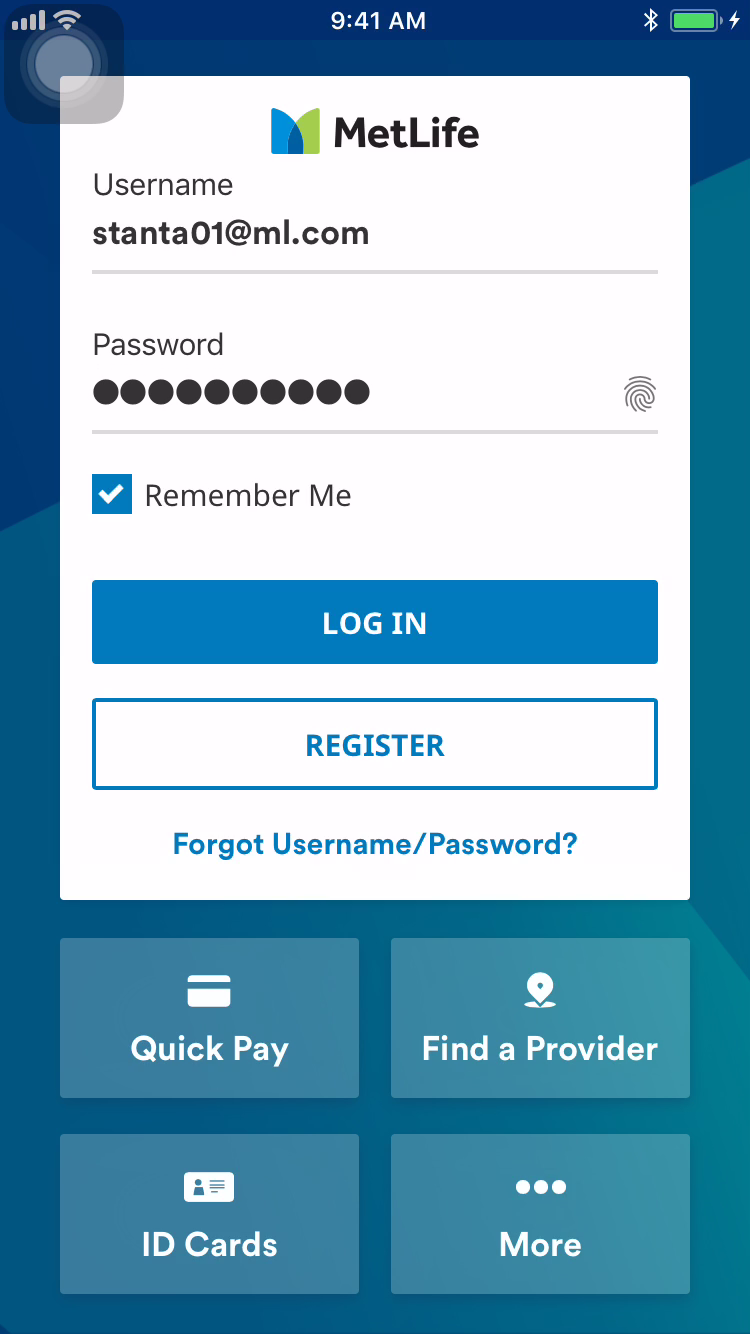 9:41 AM
MetLife
Username
stanta01@ml.com
Password
●●●●●●●●●●
Remember Me
LOG IN
REGISTER
Forgot Username/Password?
Quick Pay
Find a Provider
ID Cards
More